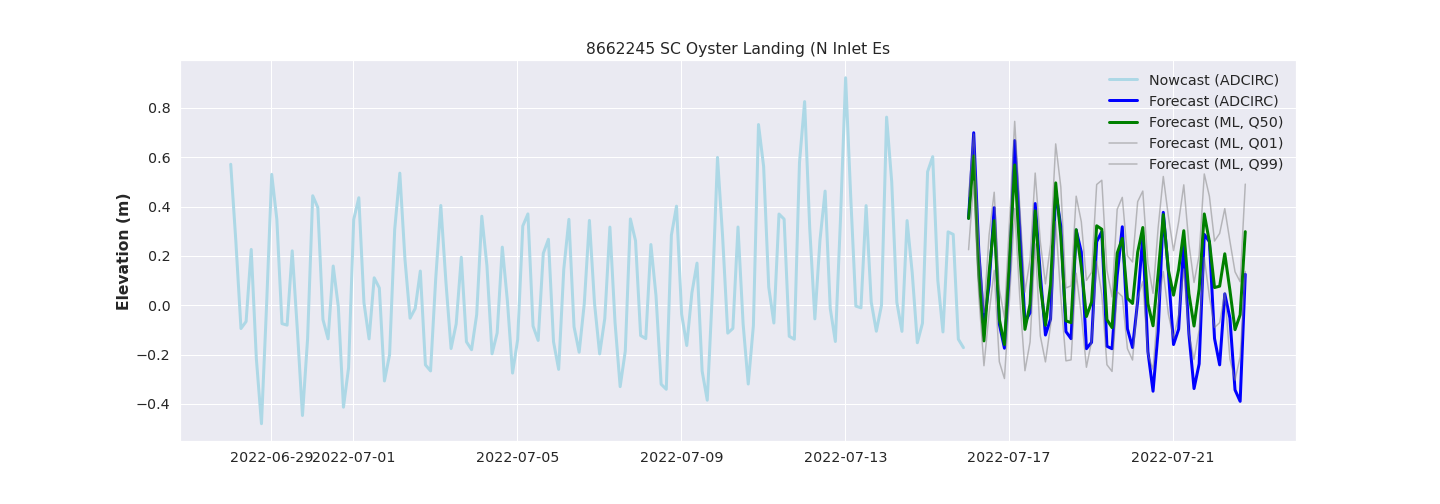 8662245 SC Oyster Landing (N Inlet Es
Nowcast (ADCIRC)
Forecast (ADCIRC)
Forecast (ML, Q50)
Forecast (ML, Q01)
Forecast (ML, Q99)
Elevation (m)
0.8
0.6
0.4
0.2
0.0
−0.2
−0.4
2022-06-29 2022-07-01 2022-07-05 2022-07-09 2022-07-13 2022-07-17 2022-07-21